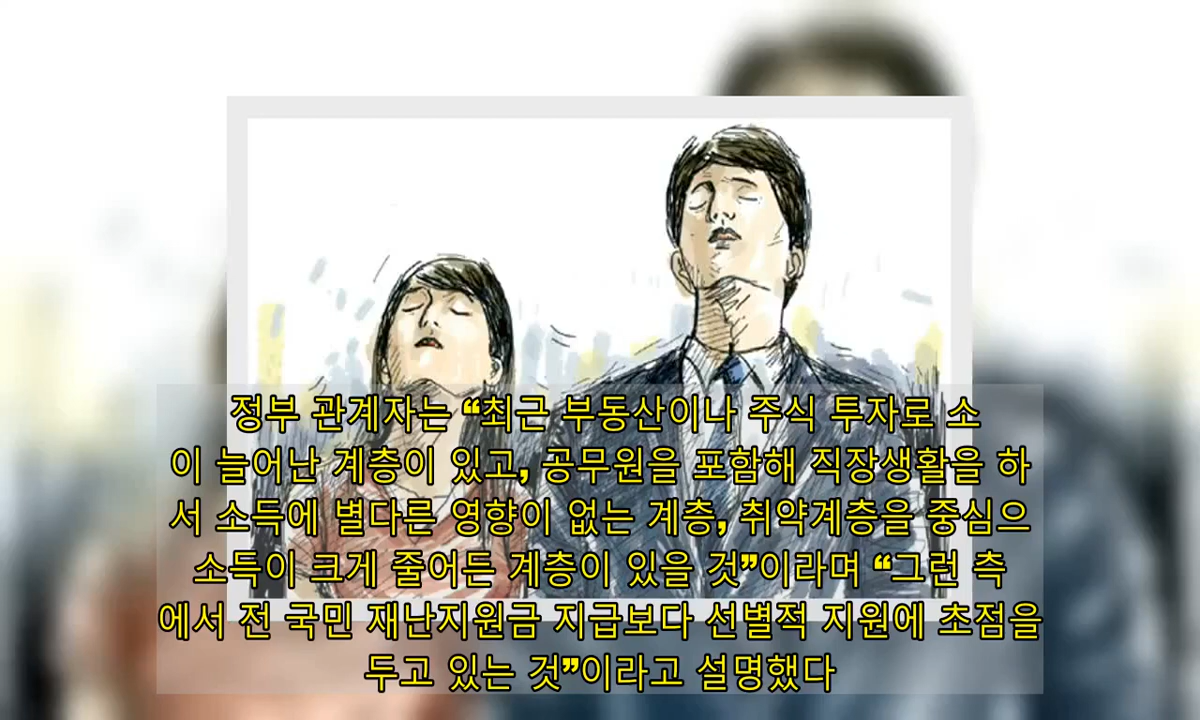 정부 관계자는 “최근 부동산이나 주식 투자로 소
이 늘어난 계층이 있고, 공무원을 포함해 직장생활을 하
서 소득에 별다른 영향이 없는 계층, 취약계층을 중심으
소득이 크게 줄어든 계층이 있을 것”이라며 “그런 측
에서 전 국민 재난지원금 지급보다 선별적 지원에 초점을
두고 있는 것”이라고 설명했다